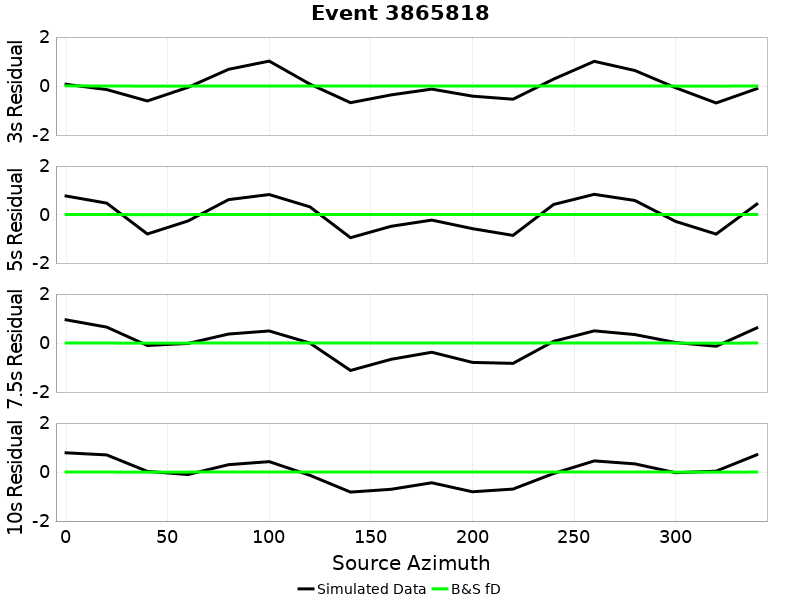 Event 3865818
3s Residual
2
0
-2
5s Residual
2
0
-2
7.5s Residual
2
0
-2
10s Residual
2
0
-2
0 50 100 150 200 250 300
Source Azimuth
Simulated Data B&S fD